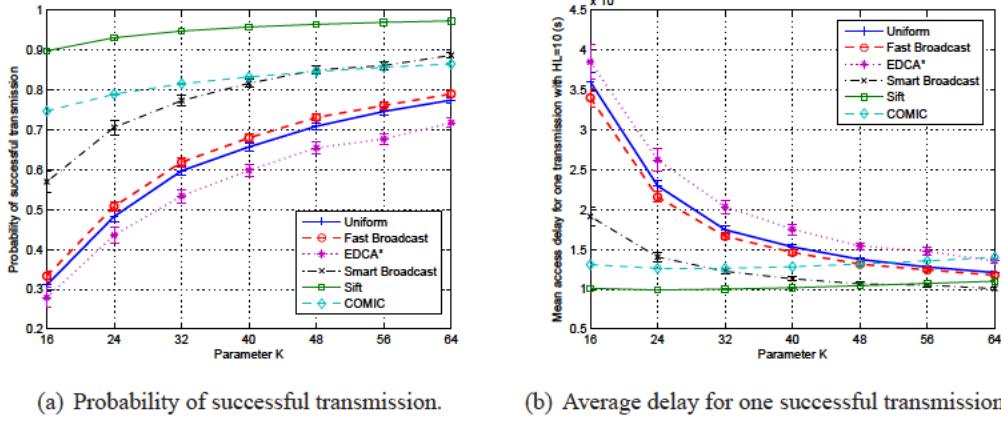 Probability of successful transmission
1
0.9
0.8
0.7
0.6
0.5
0.4
0.3
0.2
16
24
32
40
48
56
64
Parameter K
Uniform
Fast Broadcast
EDCA*
Smart Broadcast
Sift
COMIC
(a) Probability of successful transmission.
Mean access delay for one transmission with HL=10 (s)
4.5
4
3.5
3
2.5
2
1.5
1
0.5
16
24
32
40
48
56
64
Parameter K
Uniform
Fast Broadcast
EDCA*
Smart Broadcast
Sift
COMIC
(b) Average delay for one successful transmission